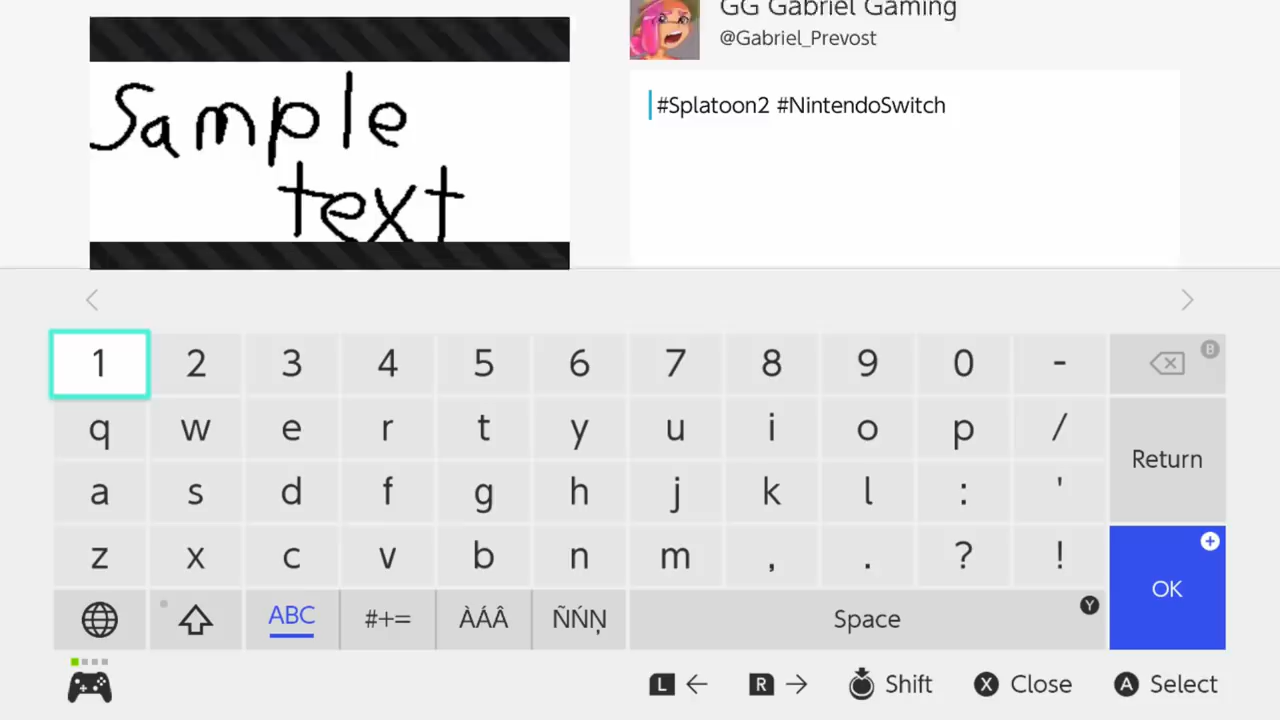 GG Gabriel Gaming
@Gabriel_Prevost
Sample
text
#Splatoon2 #NintendoSwitch
1 2 3 4 5 6 7 8 9 0 - B
q w e r t y u i o p /
Return
a s d f g h j k l : '
z x c v b n m , . ? !
OK
ABC #+= ÀÁÂ ÑŃŅ Space Y
L ← R → Shift X Close A Select